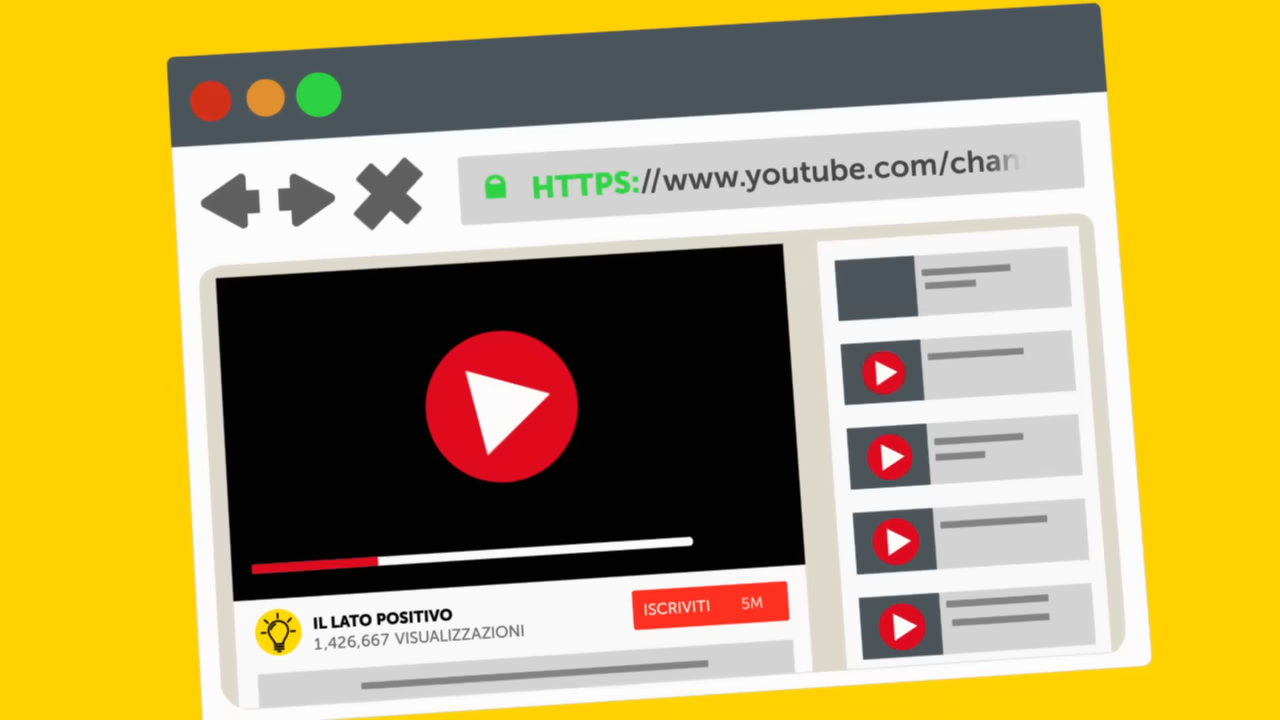 HTTPS://www.youtube.com/chan
IL LATO POSITIVO
1,426,667 VISUALIZZAZIONI
ISCRIVITI 5M